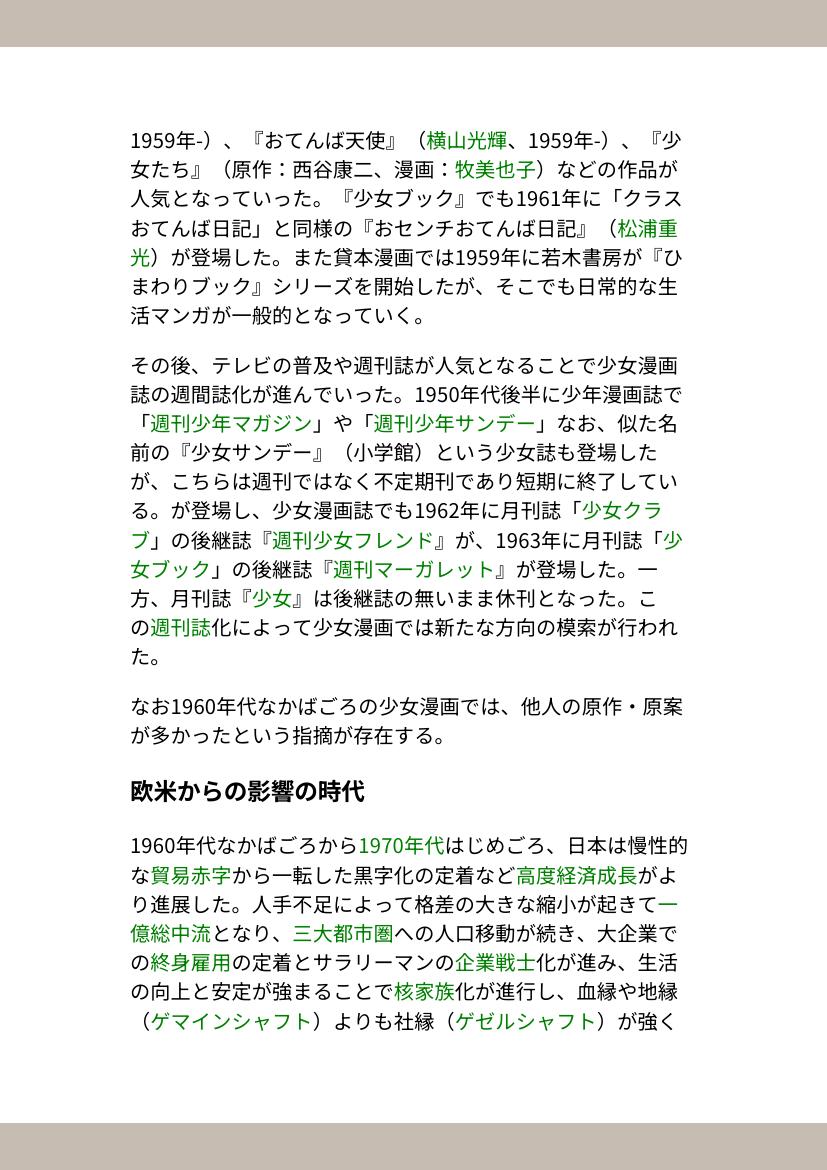 1959年-）、『おてんば天使』（横山光輝、1959年-）、『少
女たち』（原作：西谷康二、漫画：牧美也子）などの作品が
人気となっていった。『少女ブック』でも1961年に「クラス
おてんば日記」と同様の『おセンチおてんば日記』（松浦重
光）が登場した。また貸本漫画では1959年に若木書房が『ひ
まわりブック』シリーズを開始したが、そこでも日常的な生
活マンガが一般的となっていく。
その後、テレビの普及や週刊誌が人気となることで少女漫画
誌の週間誌化が進んでいった。1950年代後半に少年漫画誌で
「週刊少年マガジン」や「週刊少年サンデー」なお、似た名
前の『少女サンデー』（小学館）という少女誌も登場した
が、こちらは週刊ではなく不定期刊であり短期に終了してい
る。が登場し、少女漫画誌でも1962年に月刊誌「少女クラ
ブ」の後継誌『週刊少女フレンド』が、1963年に月刊誌「少
女ブック」の後継誌『週刊マーガレット』が登場した。一
方、月刊誌『少女』は後継誌の無いまま休刊となった。こ
の週刊誌化によって少女漫画では新たな方向の模索が行われ
た。
なお1960年代なかばごろの少女漫画では、他人の原作・原案
が多かったという指摘が存在する。
欧米からの影響の時代
1960年代なかばごろから1970年代はじめごろ、日本は慢性的
な貿易赤字から一転した黒字化の定着など高度経済成長がよ
り進展した。人手不足によって格差の大きな縮小が起きて一
億総中流となり、三大都市圏への人口移動が続き、大企業で
の終身雇用の定着とサラリーマンの企業戦士化が進み、生活
の向上と安定が強まることで核家族化が進行し、血縁や地縁
（ゲマインシャフト）よりも社縁（ゲゼルシャフト）が強く